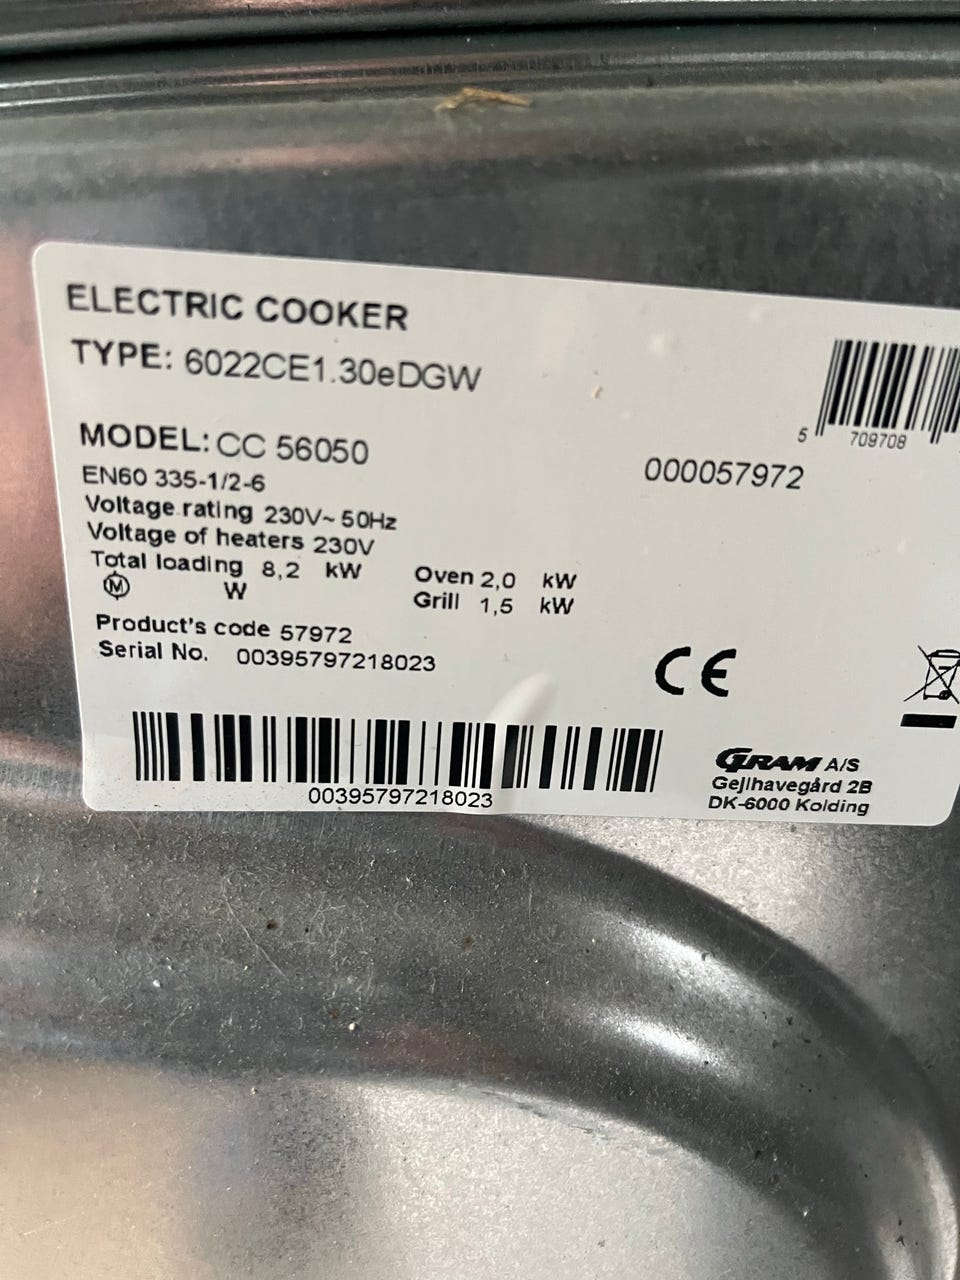 ELECTRIC COOKER
TYPE: 6022CE1.30eDGW
MODEL: CC 56050
EN60 335-1/2-6
Voltage rating 230V~ 50Hz
Voltage of heaters 230V
Total loading 8,2 kW Oven 2,0 kW
M W Grill 1,5 kW
Product's code 57972
Serial No. 00395797218023
5 709708
000057972
CE
00395797218023
GRAM A/S
Gejlhavegård 2B
DK-6000 Kolding